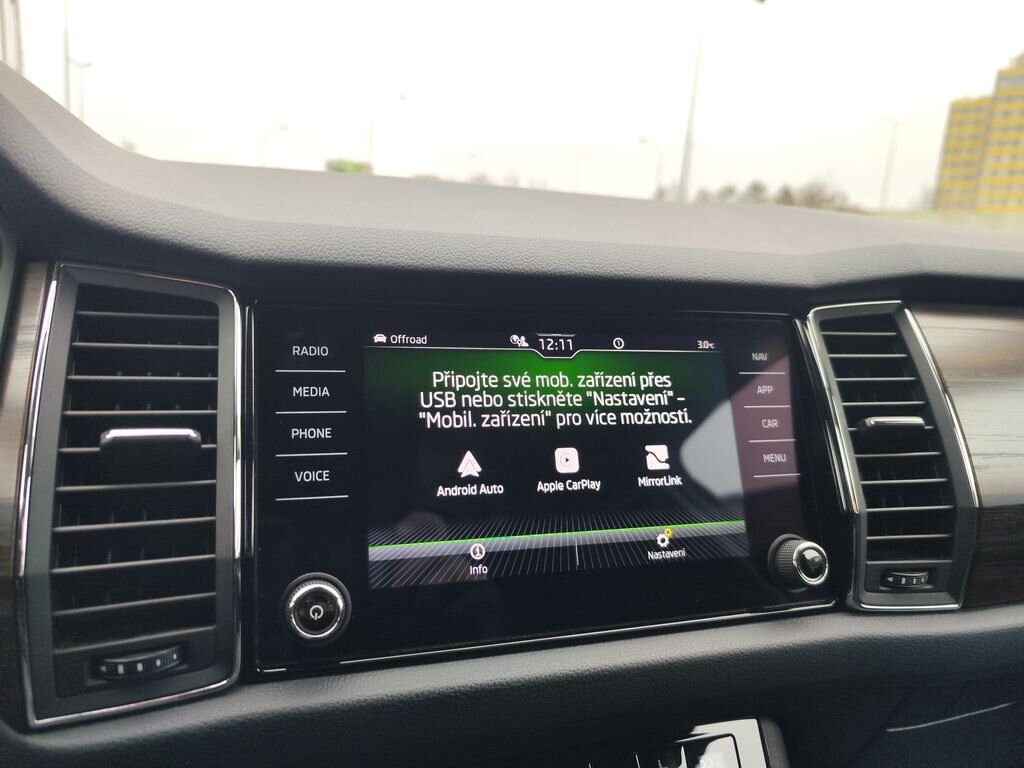 RADIO
MEDIA
PHONE
VOICE
Offroad
12:11
3.0°C
Připojte své mob. zařízení přes
USB nebo stiskněte "Nastavení" –
"Mobil. zařízení" pro více možností.
Android Auto
Apple CarPlay
MirrorLink
Info
Nastavení
NAV
APP
CAR
MENU